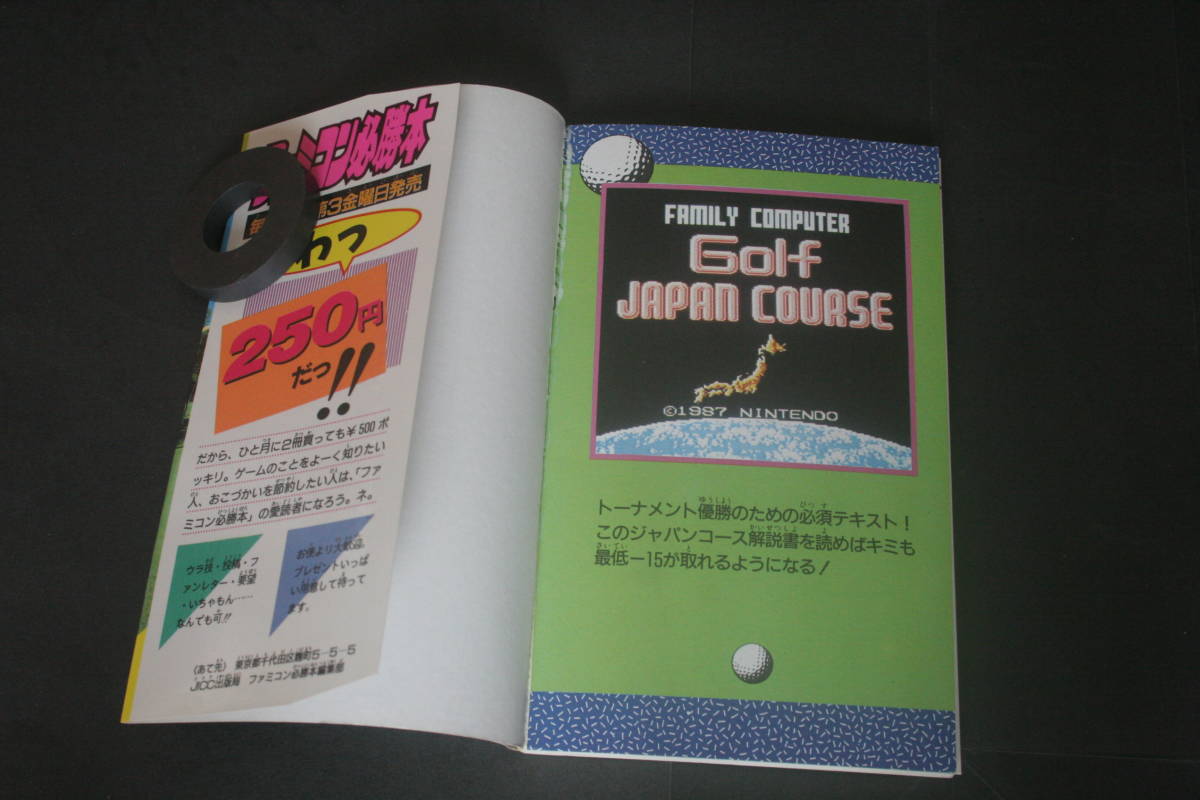 ミコン必勝本
第3金曜日発売
わっ
250円
だっ!!
だから、ひと月に2冊買っても¥500ポ
ッキリ。ゲームのことをよーく知りたい
人、おこづかいを節約したい人は、「ファ
ミコン必勝本」の愛読者になろう。ネ。
ウラ技・投稿・フ
ァンレター・要望
・いちゃもん……
なんでも可!!
お便り大歓迎。
プレゼントいっぱ
い用意して待って
ます。
〈あて先〉 東京都千代田区麹町5-5-5
JICC出版局 ファミコン必勝本編集部
FAMILY COMPUTER
Golf
JAPAN COURSE
©1987 NINTENDO
トーナメント優勝のための必須テキスト!
このジャパンコース解説書を読めばキミも
最低-15が取れるようになる!